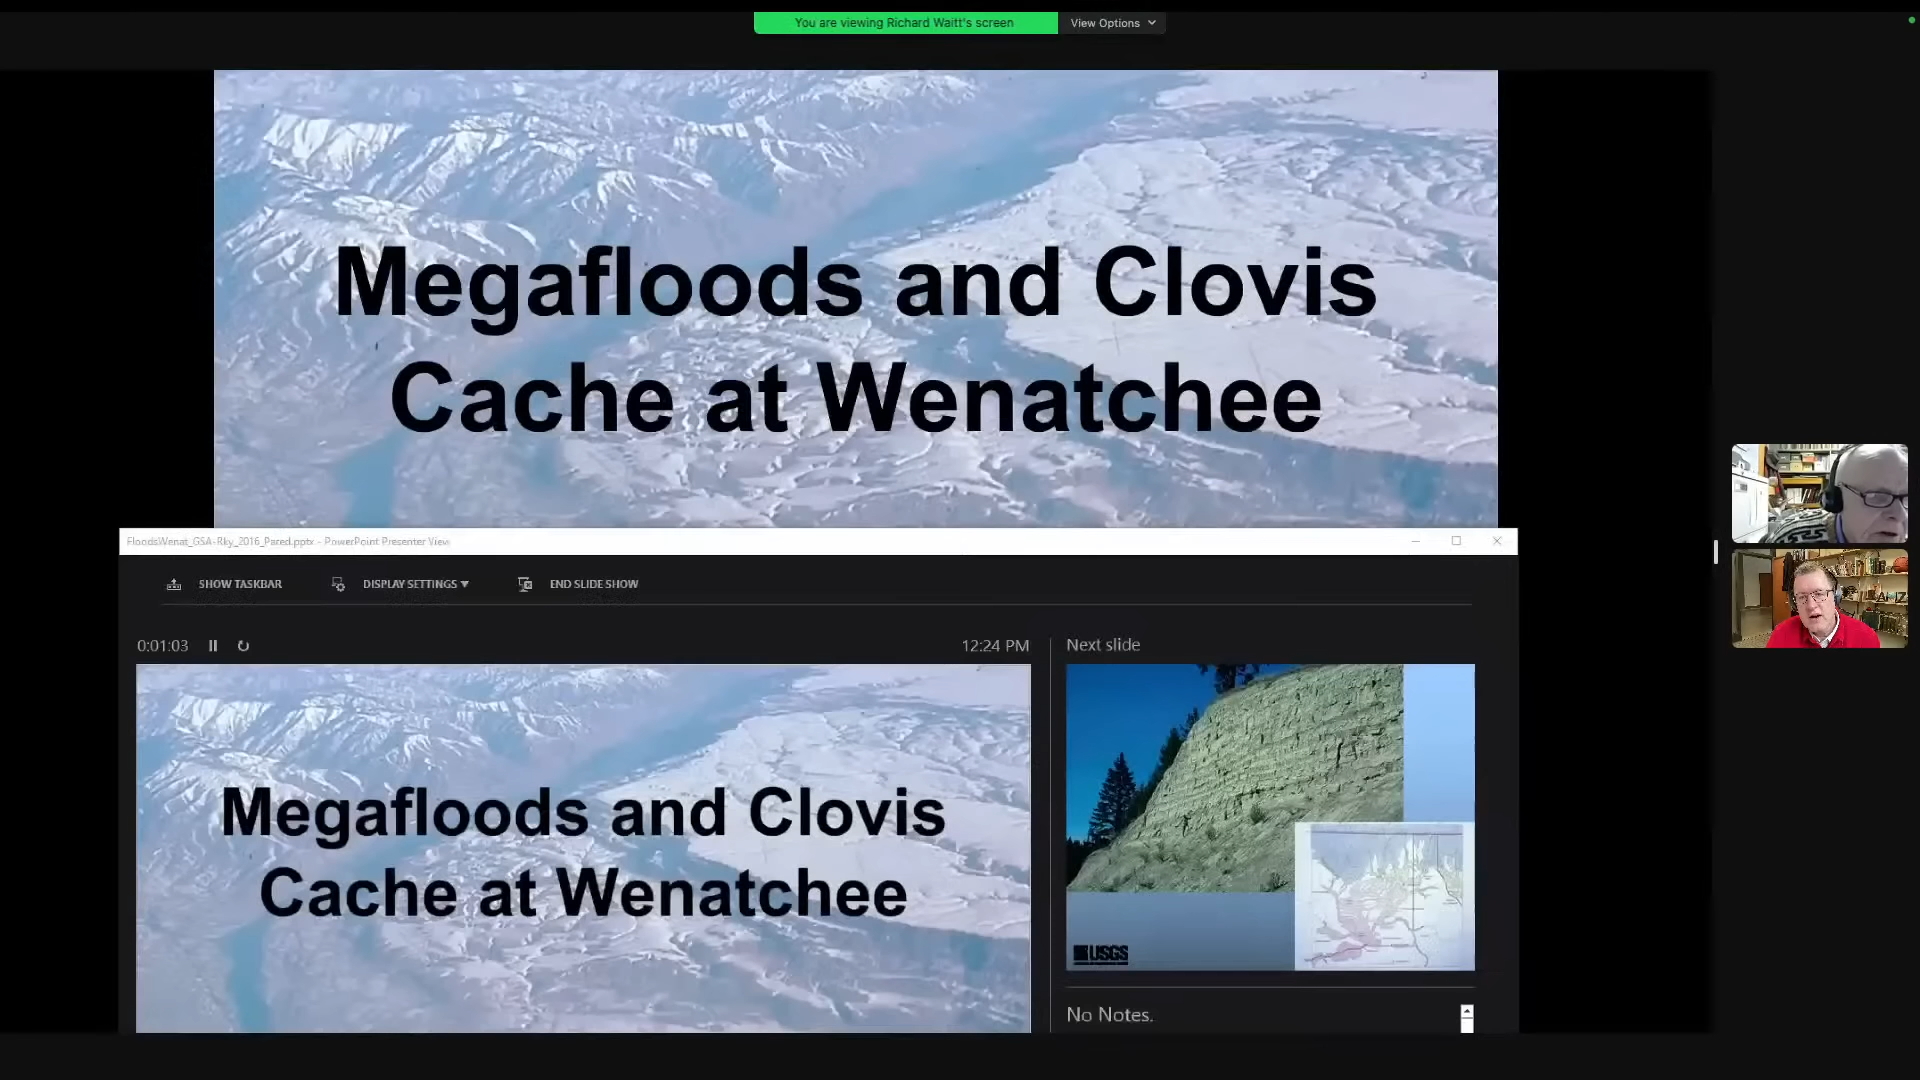 You are viewing Richard Waitt's screen
View Options
Megafloods and Clovis
Cache at Wenatchee
FloodsWenat_GSA-Rky_2016_Pared.pptx - PowerPoint Presenter View
SHOW TASKBAR
DISPLAY SETTINGS
END SLIDE SHOW
0:01:03
12:24 PM
Next slide
Megafloods and Clovis
Cache at Wenatchee
USGS
No Notes.